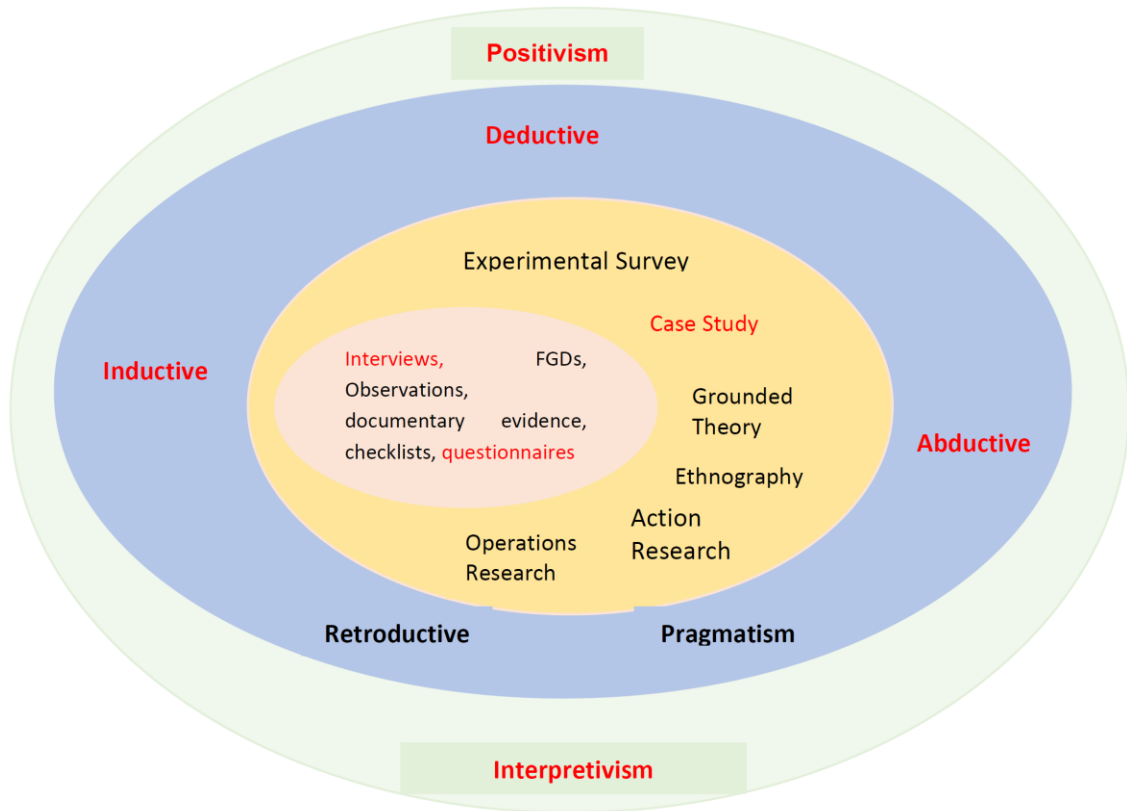 Positivism
Deductive
Experimental Survey
Case Study
Inductive
Interviews, FGDs,
Observations,
documentary evidence,
checklists, questionnaires
Grounded
Theory
Abductive
Ethnography
Action
Research
Operations
Research
Retroductive
Pragmatism
Interpretivism